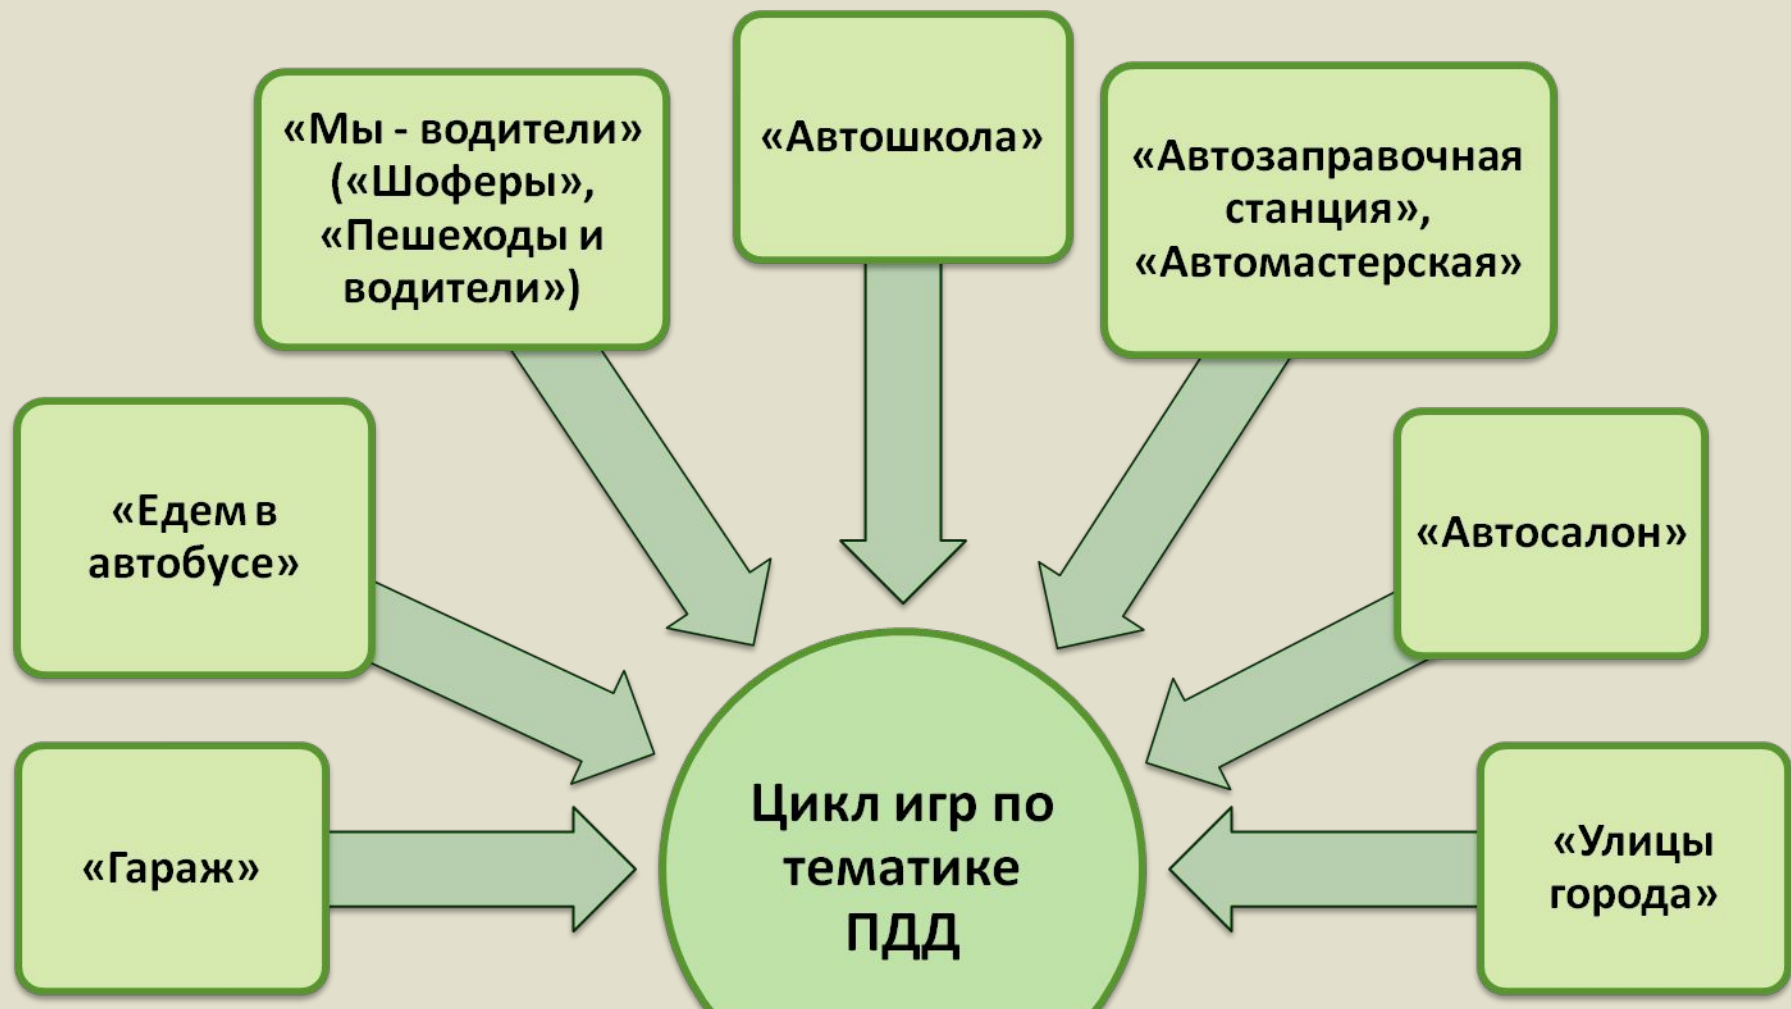 «Автошкола»
«Мы - водители»
(«Шоферы»,
«Пешеходы и
водители»)
«Автозаправочная
станция»,
«Автомастерская»
«Едем в
автобусе»
«Автосалон»
«Гараж»
Цикл игр по
тематике
ПДД
«Улицы
города»